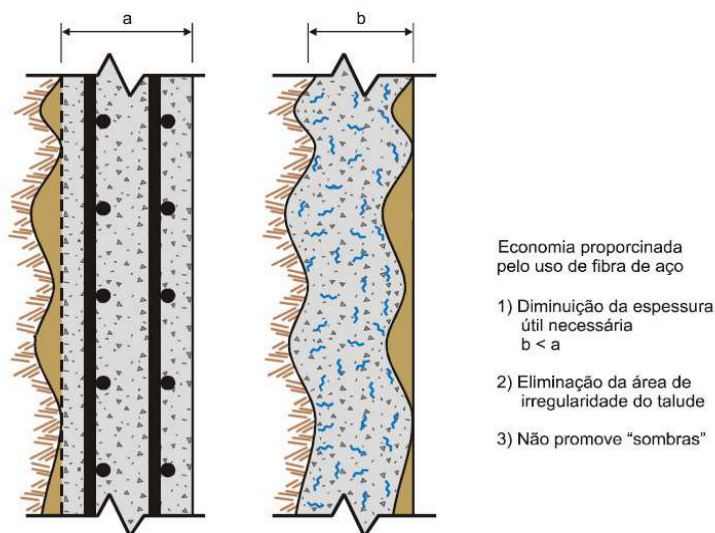 a
b
Economia proporcinada
pelo uso de fibra de aço
1) Diminuição da espessura
útil necessária
b < a
2) Eliminação da área de
irregularidade do talude
3) Não promove “sombras”